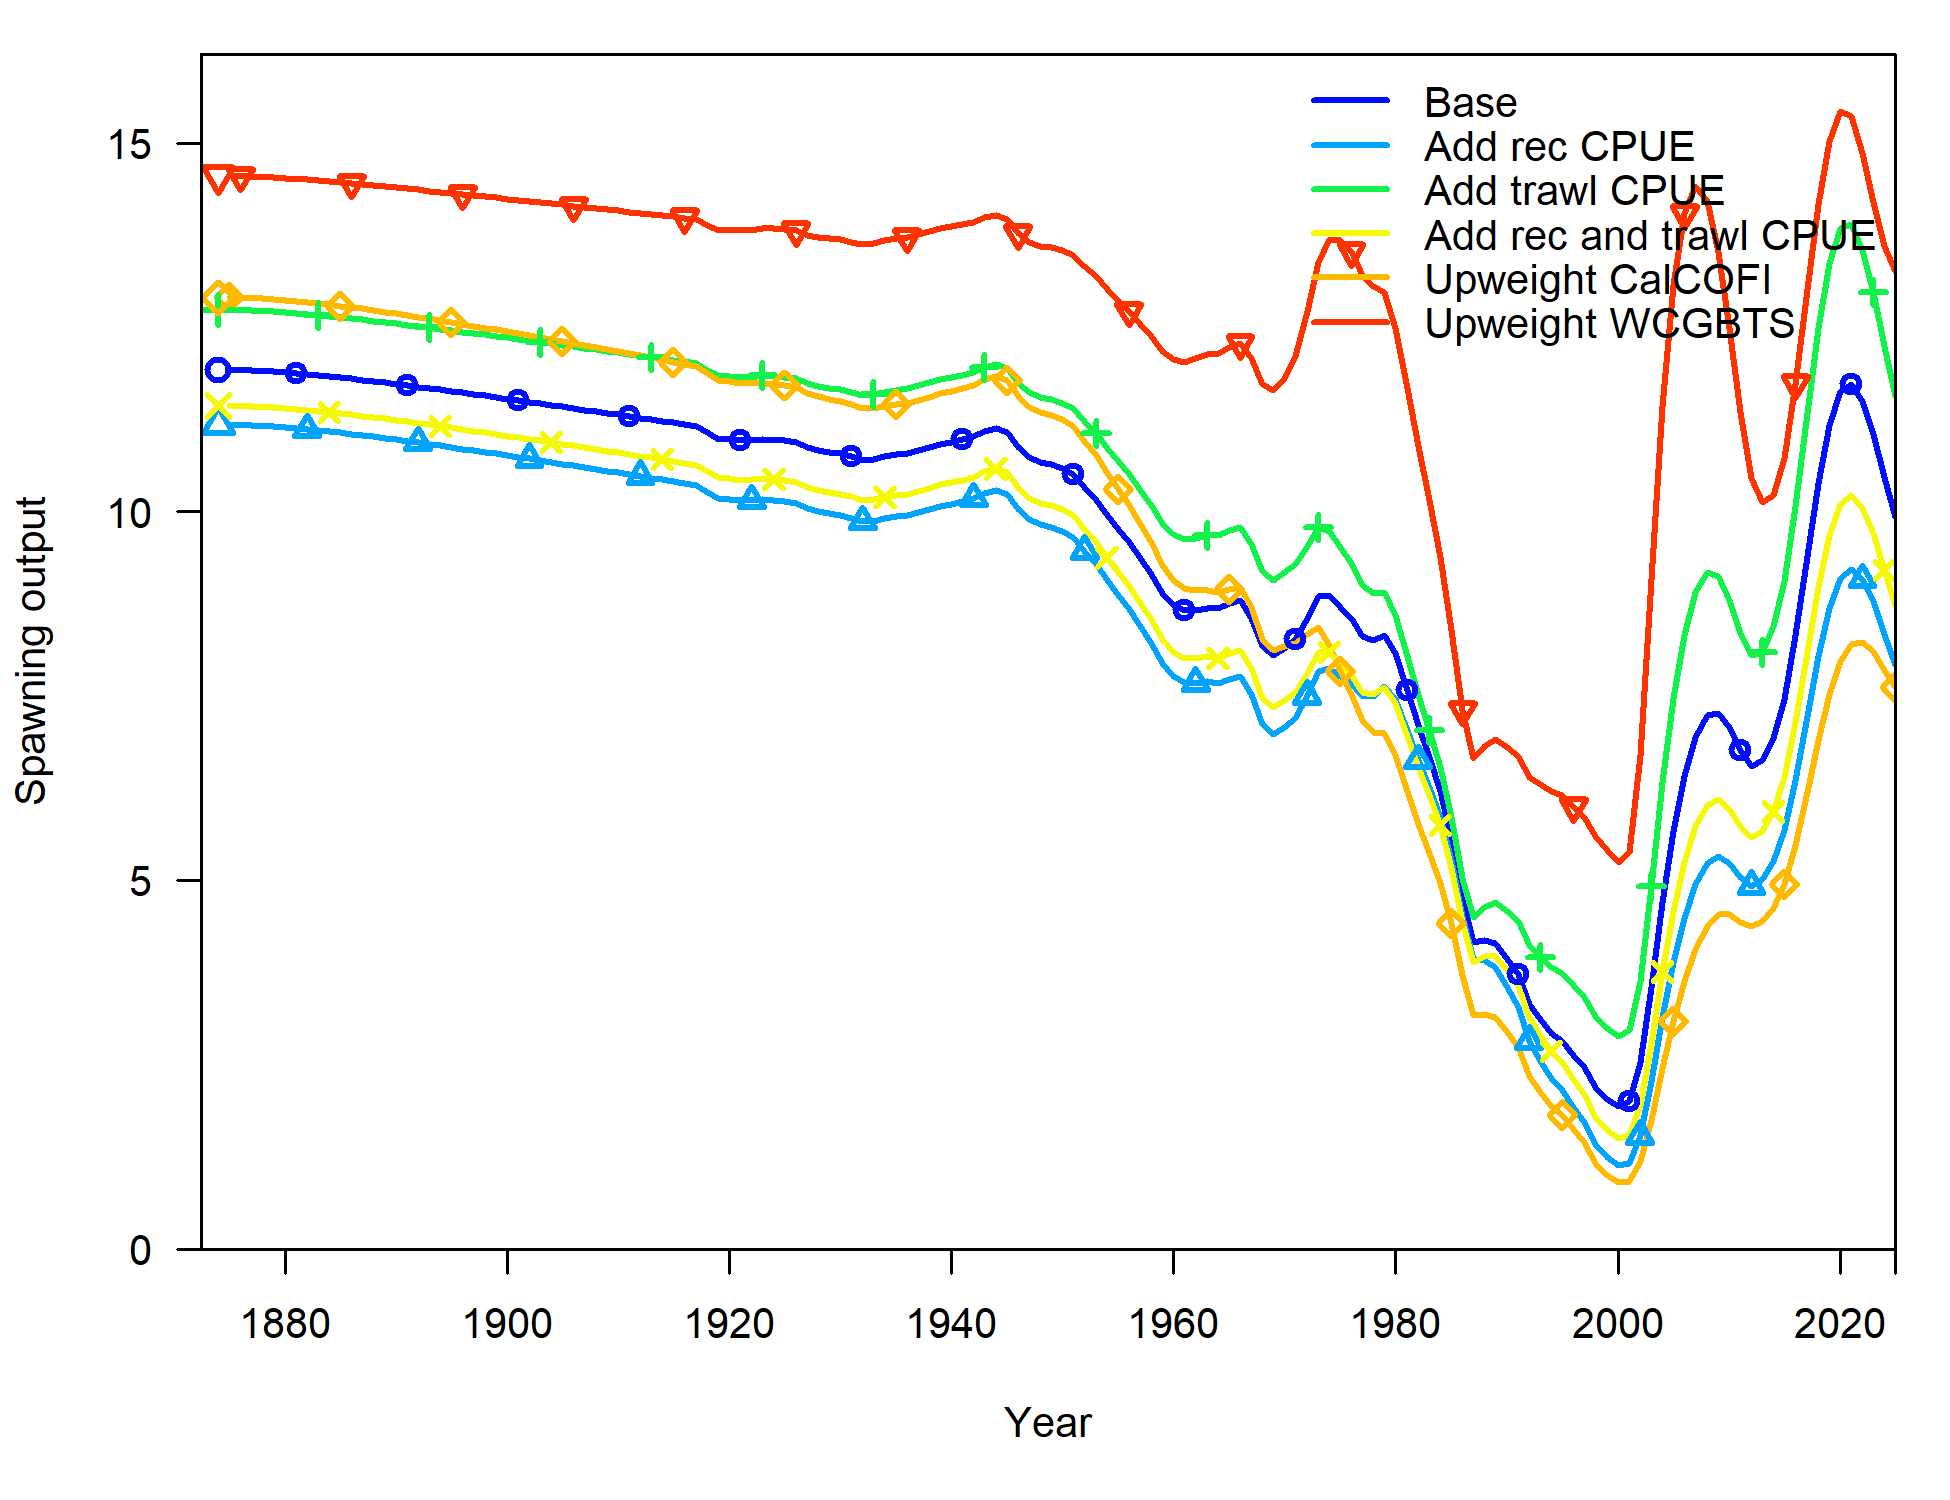 Base
Add rec CPUE
Add trawl CPUE
Add rec and trawl CPUE
Upweight CalCOFI
Upweight WCGBTS
15
10
5
0
Spawning output
1880 1900 1920 1940 1960 1980 2000 2020
Year